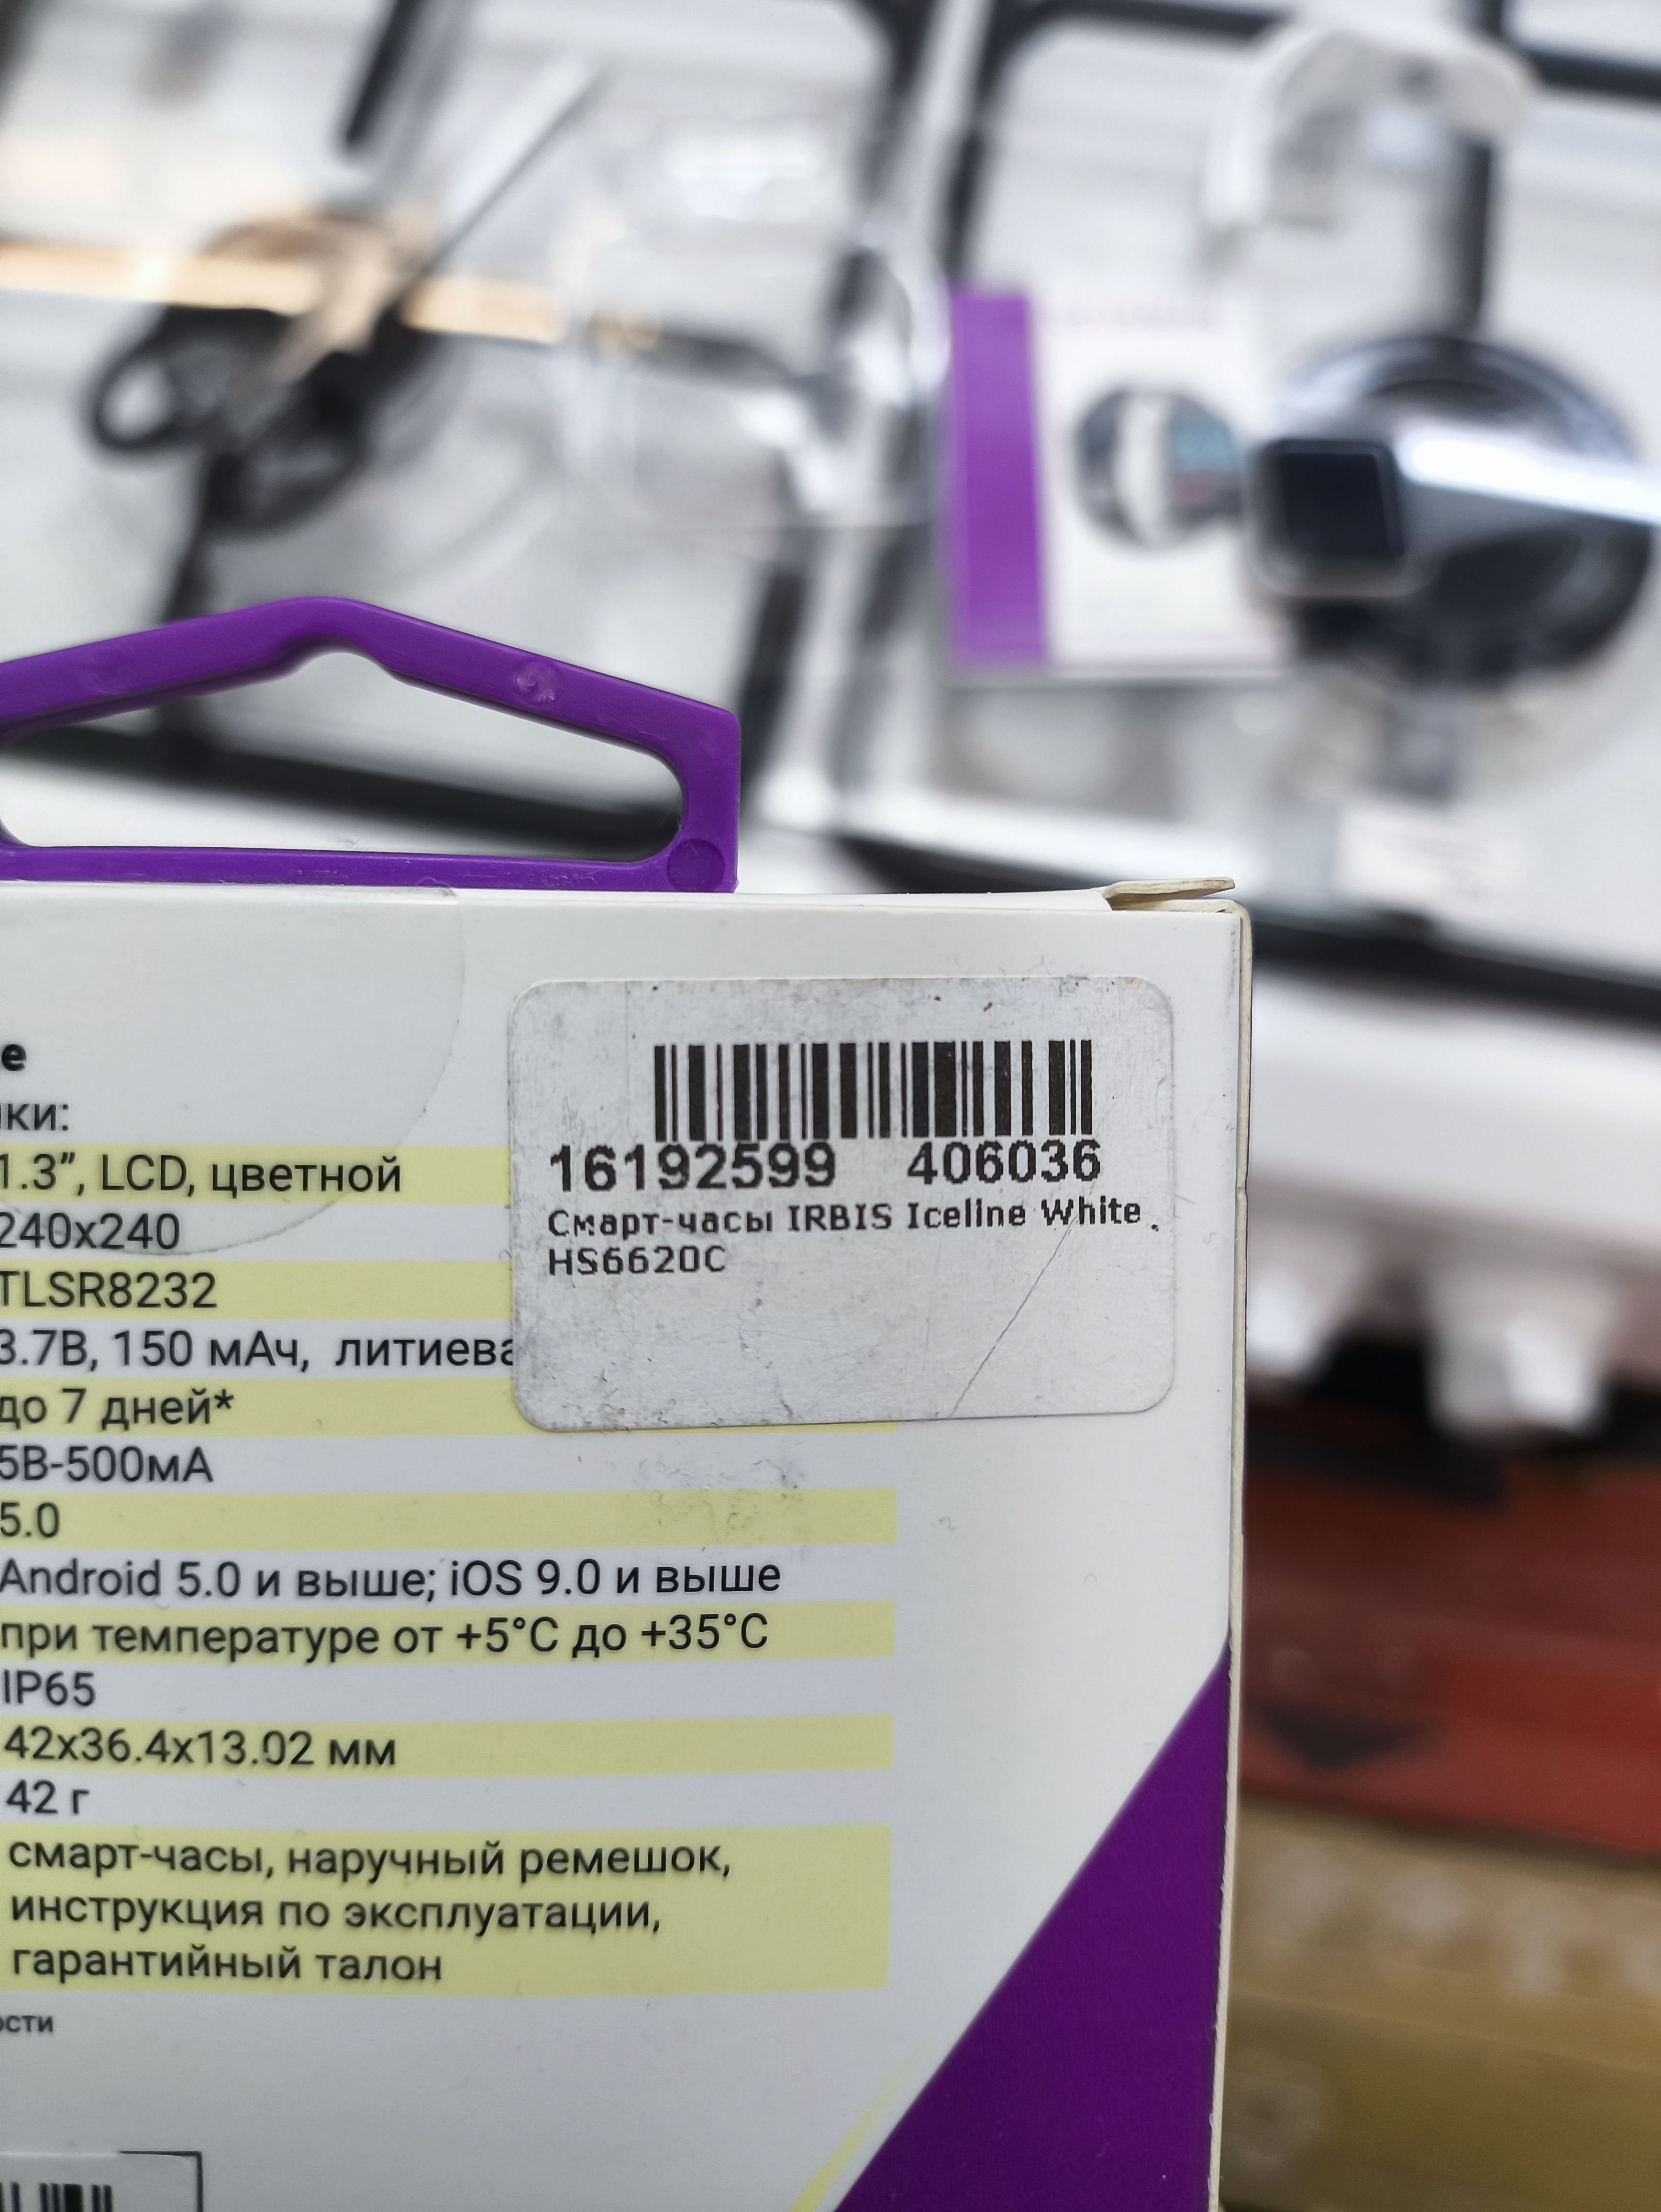 е
ки:
1.3”, LCD, цветной
240x240
TLSR8232
3.7В, 150 мАч, литиева
до 7 дней*
5В-500мА
5.0
Android 5.0 и выше; iOS 9.0 и выше
при температуре от +5°C до +35°C
IP65
42x36.4x13.02 мм
42 г
смарт-часы, наручный ремешок,
инструкция по эксплуатации,
гарантийный талон
ости
16192599 406036
Смарт-часы IRBIS Iceline White
HS6620C